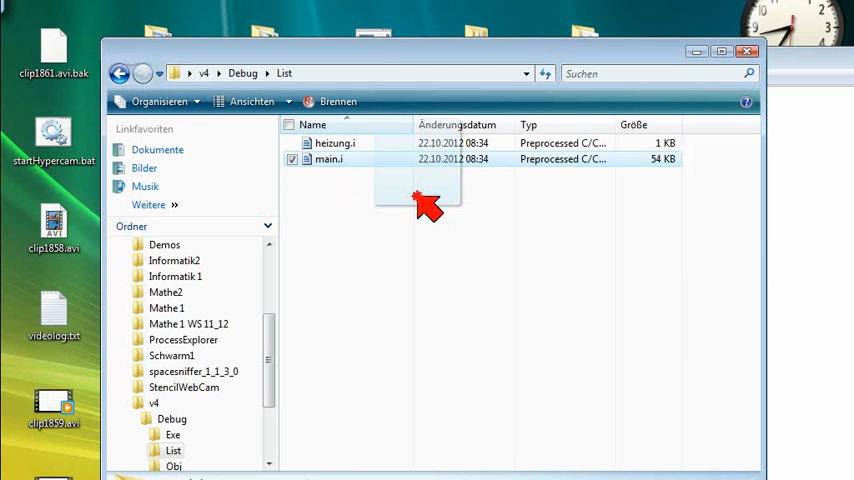 clip1861.avi.bak
startHypercam.bat
clip1858.avi
videolog.txt
clip1859.avi
v4 Debug List
Suchen
Organisieren Ansichten Brennen
Linkfavoriten
Dokumente
Bilder
Musik
Weitere »
Ordner
Demos
Informatik2
Informatik 1
Mathe2
Mathe 1
Mathe 1 WS 11_12
ProcessExplorer
Schwarm1
spacesniffer_1_1_3_0
StencilWebCam
v4
Debug
Exe
List
Obj
Name Änderungsdatum Typ Größe
heizung.i 22.10.2012 08:34 Preprocessed C/C... 1 KB
main.i 22.10.2012 08:34 Preprocessed C/C... 54 KB